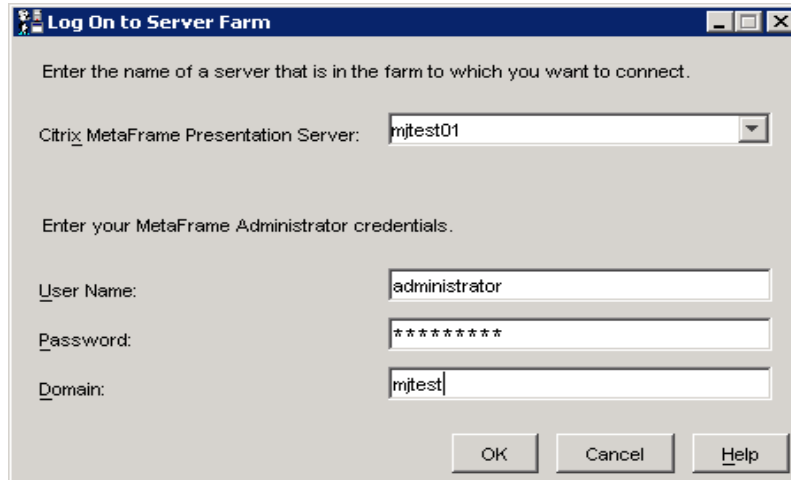 Log On to Server Farm
Enter the name of a server that is in the farm to which you want to connect.
Citrix MetaFrame Presentation Server: mjtest01
Enter your MetaFrame Administrator credentials.
User Name: administrator
Password: *********
Domain: mjtest
OK Cancel Help